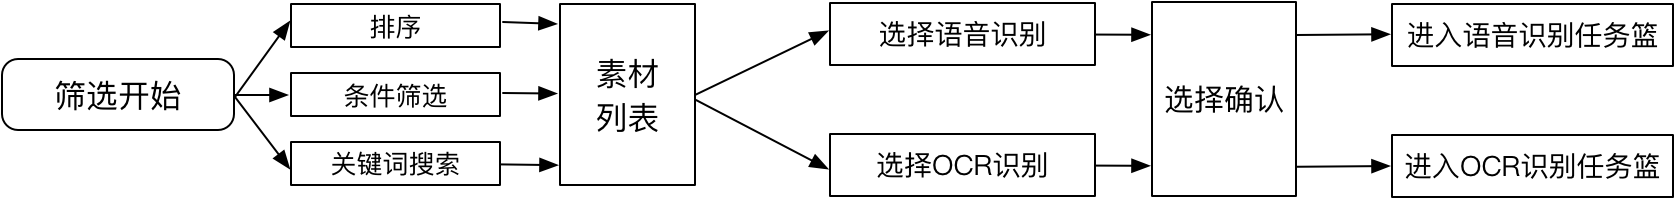 筛选开始
排序
条件筛选
关键词搜索
素材
列表
选择语音识别
选择OCR识别
选择确认
进入语音识别任务篮
进入OCR识别任务篮